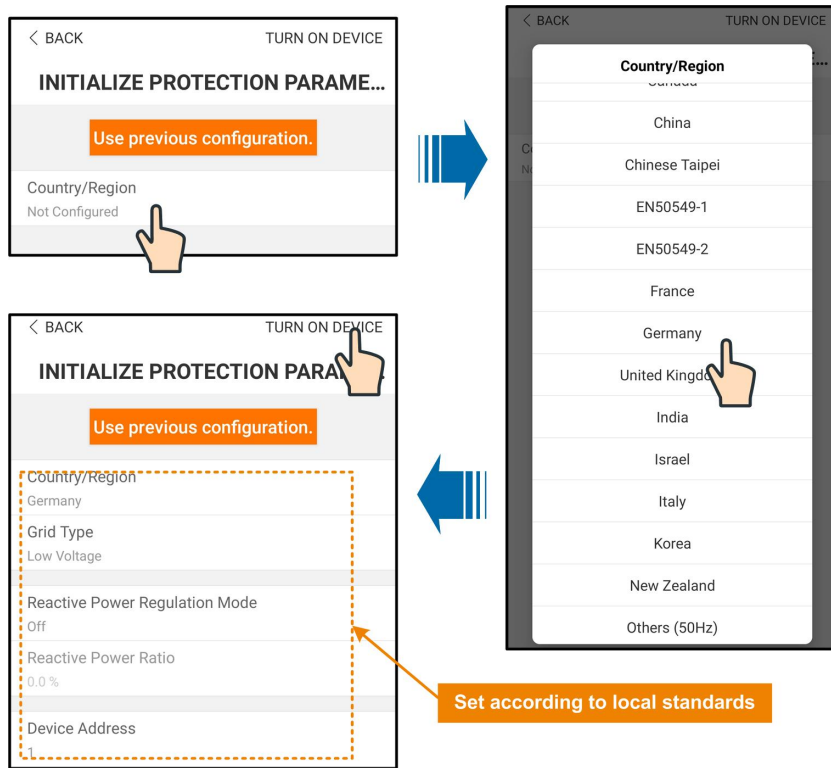 < BACK TURN ON DEVICE
INITIALIZE PROTECTION PARAME...
Use previous configuration.
Country/Region
Not Configured
< BACK TURN ON DEVICE
Country/Region
Canada
China
Chinese Taipei
EN50549-1
EN50549-2
France
Germany
United Kingdo
India
Israel
Italy
Korea
New Zealand
Others (50Hz)
< BACK TURN ON DEVICE
INITIALIZE PROTECTION PARA
Use previous configuration.
Country/Region
Germany
Grid Type
Low Voltage
Reactive Power Regulation Mode
Off
Reactive Power Ratio
0.0 %
Device Address
1
Set according to local standards